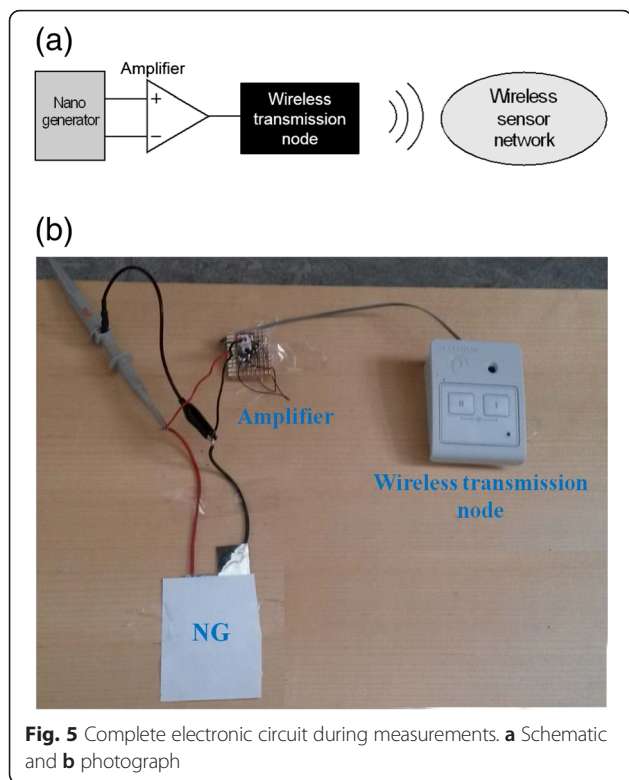 (a)
Amplifier
Nano
generator
+
−
Wireless
transmission
node
Wireless
sensor
network
(b)
Amplifier
Wireless transmission
node
NG
Fig. 5 Complete electronic circuit during measurements. a Schematic
and b photograph